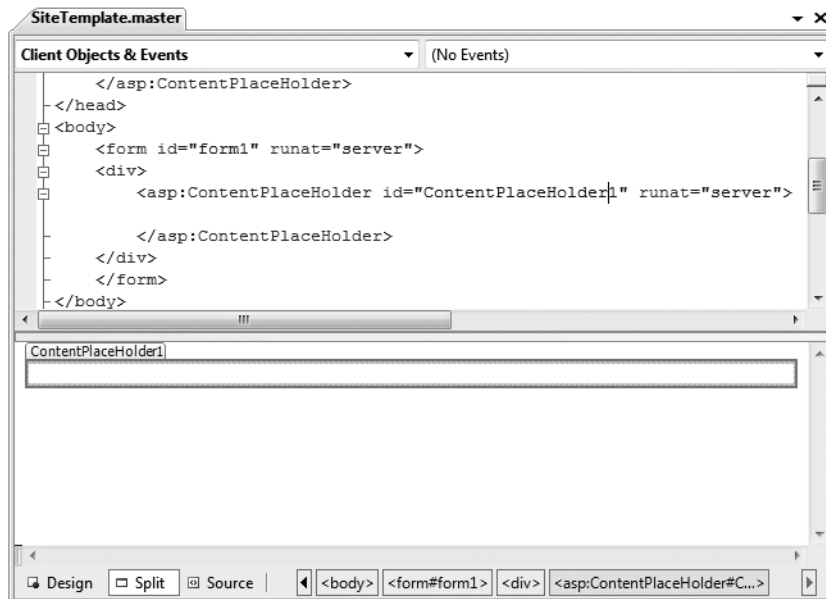 SiteTemplate.master
Client Objects & Events (No Events)
</asp:ContentPlaceHolder>
</head>
<body>
<form id="form1" runat="server">
<div>
<asp:ContentPlaceHolder id="ContentPlaceHolder1" runat="server">
</asp:ContentPlaceHolder>
</div>
</form>
</body>
ContentPlaceHolder1
Design Split Source <body> <form#form1> <div> <asp:ContentPlaceHolder#C...>